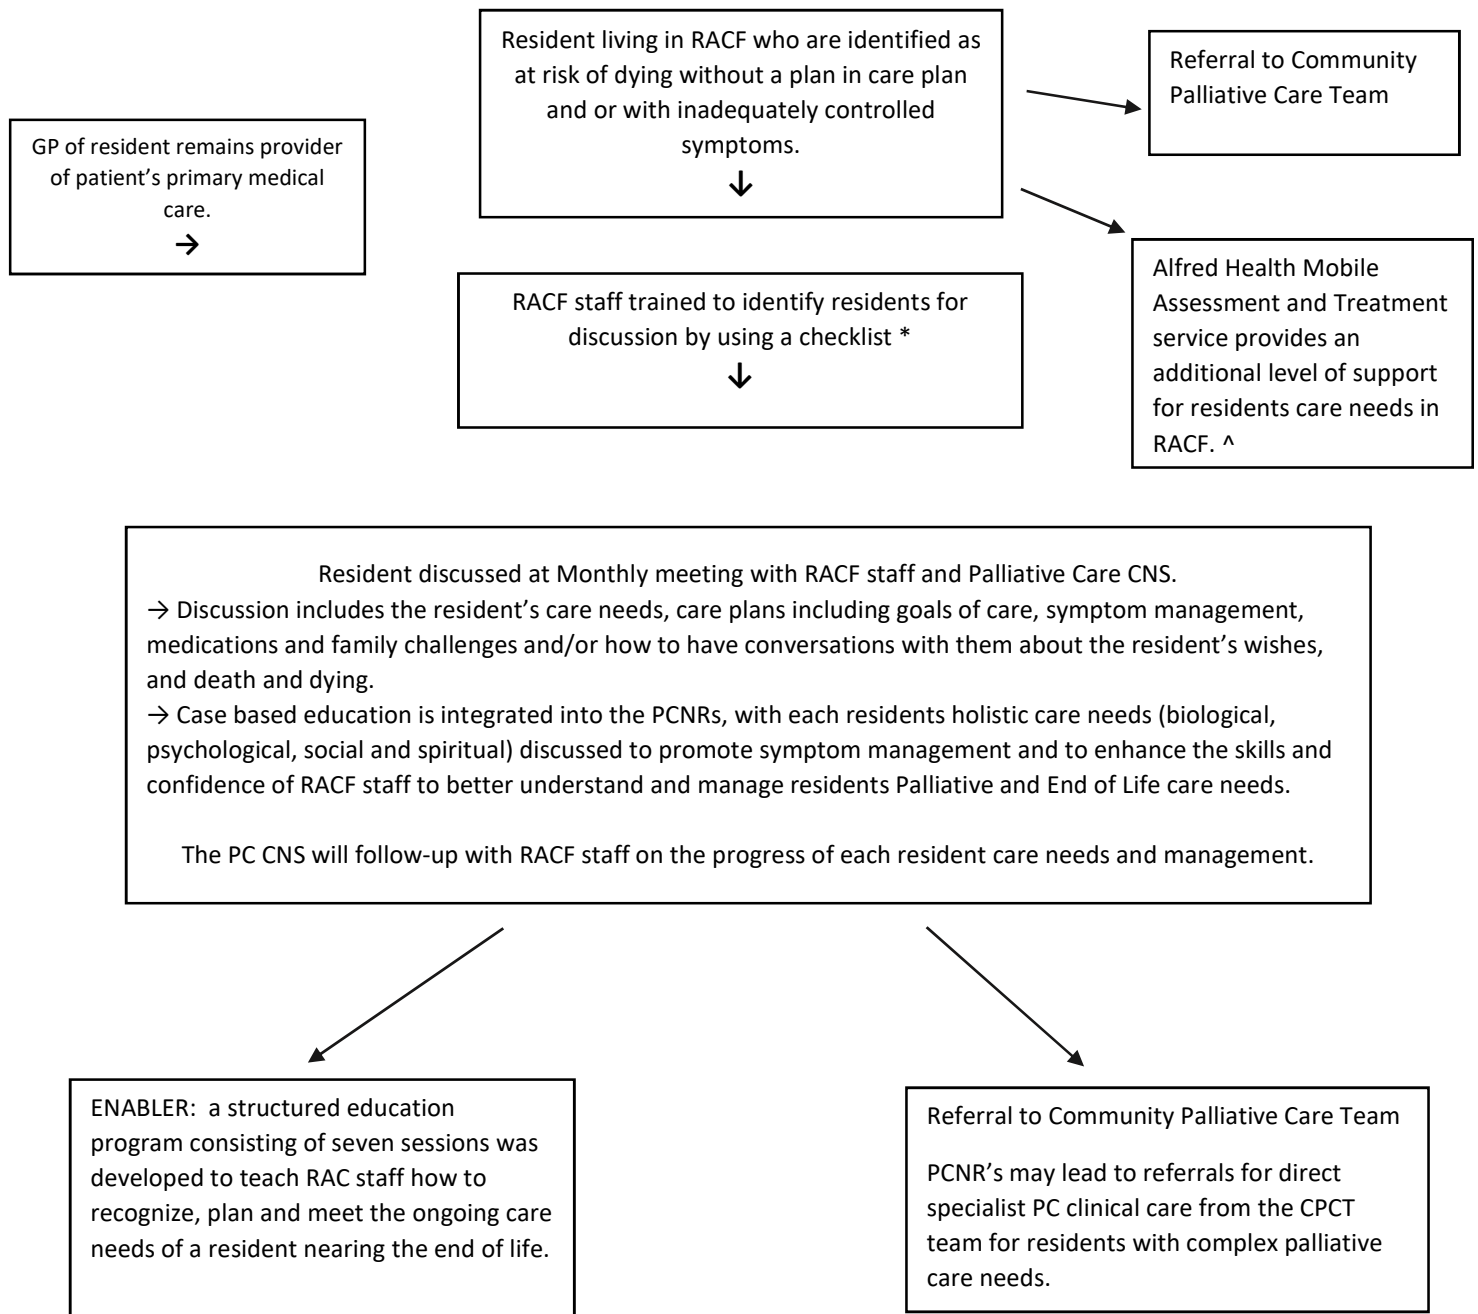 Resident living in RACF who are identified as
at risk of dying without a plan in care plan
and or with inadequately controlled
symptoms.
↓
Referral to Community
Palliative Care Team
GP of resident remains provider
of patient’s primary medical
care.
→
Alfred Health Mobile
Assessment and Treatment
service provides an
additional level of support
for residents care needs in
RACF. ^
RACF staff trained to identify residents for
discussion by using a checklist *
↓
Resident discussed at Monthly meeting with RACF staff and Palliative Care CNS.
→ Discussion includes the resident’s care needs, care plans including goals of care, symptom management,
medications and family challenges and/or how to have conversations with them about the resident’s wishes,
and death and dying.
→ Case based education is integrated into the PCNRs, with each residents holistic care needs (biological,
psychological, social and spiritual) discussed to promote symptom management and to enhance the skills and
confidence of RACF staff to better understand and manage residents Palliative and End of Life care needs.
The PC CNS will follow-up with RACF staff on the progress of each resident care needs and management.
ENABLER:  a structured education
program consisting of seven sessions was
developed to teach RAC staff how to
recognize, plan and meet the ongoing care
needs of a resident nearing the end of life.
Referral to Community Palliative Care Team
PCNR’s may lead to referrals for direct
specialist PC clinical care from the CPCT
team for residents with complex palliative
care needs.